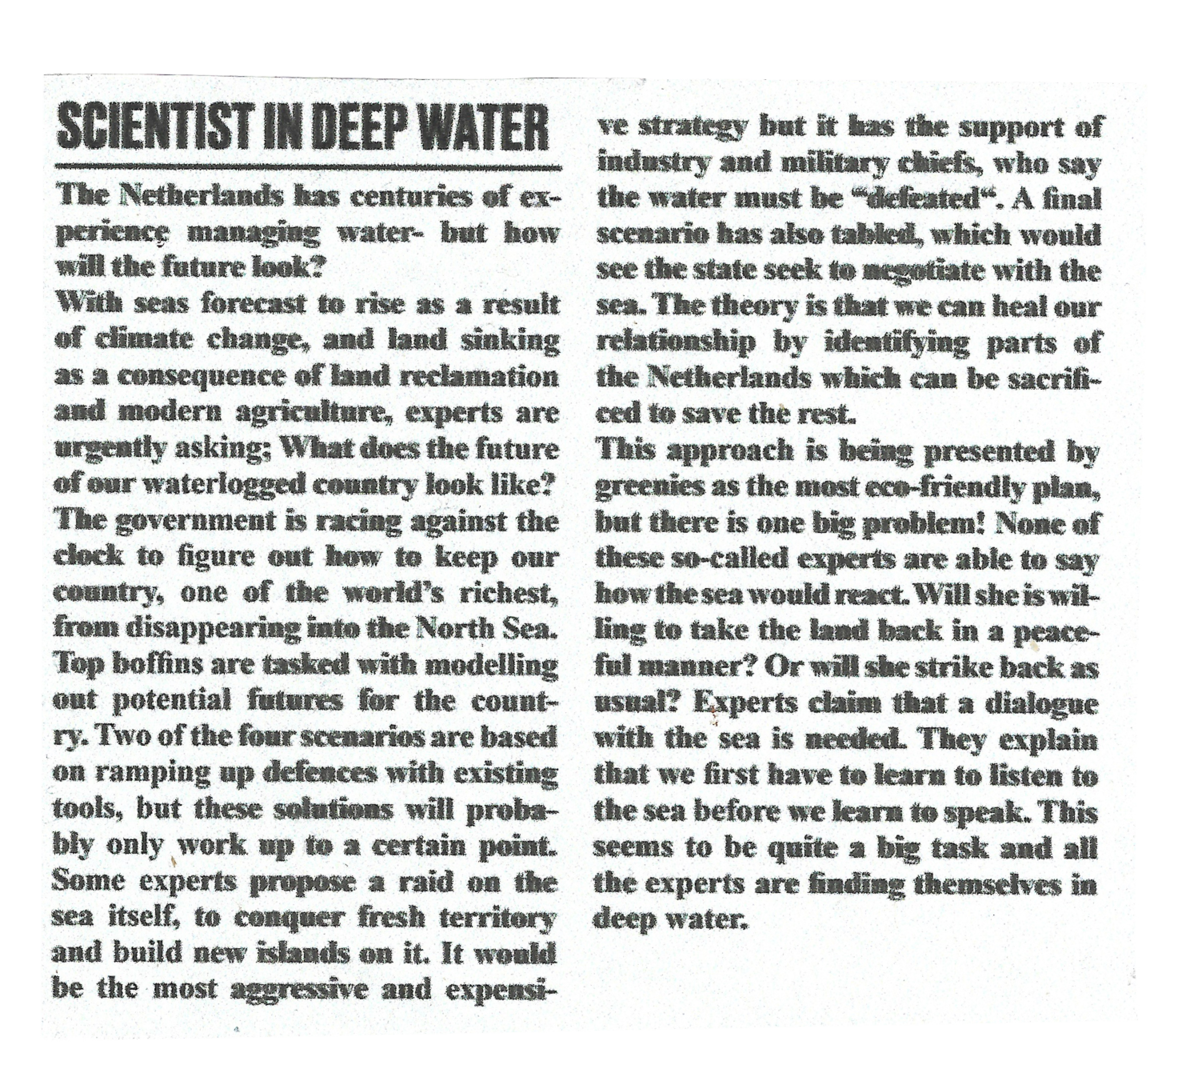 SCIENTIST IN DEEP WATER
The Netherlands has centuries of ex-
perience managing water- but how
will the future look?
With seas forecast to rise as a result
of climate change, and land sinking
as a consequence of land reclamation
and modern agriculture, experts are
urgently asking; What does the future
of our waterlogged country look like?
The government is racing against the
clock to figure out how to keep our
country, one of the world's richest,
from disappearing into the North Sea.
Top boffins are tasked with modelling
out potential futures for the count-
ry. Two of the four scenarios are based
on ramping up defences with existing
tools, but these solutions will proba-
bly only work up to a certain point.
Some experts propose a raid on the
sea itself, to conquer fresh territory
and build new islands on it. It would
be the most aggressive and expensi-
ve strategy but it has the support of
industry and military chiefs, who say
the water must be “defeated“. A final
scenario has also tabled, which would
see the state seek to negotiate with the
sea. The theory is that we can heal our
relationship by identifying parts of
the Netherlands which can be sacrifi-
ced to save the rest.
This approach is being presented by
greenies as the most eco-friendly plan,
but there is one big problem! None of
these so-called experts are able to say
how the sea would react. Will she is wil-
ling to take the land back in a peace-
ful manner? Or will she strike back as
usual? Experts claim that a dialogue
with the sea is needed. They explain
that we first have to learn to listen to
the sea before we learn to speak. This
seems to be quite a big task and all
the experts are finding themselves in
deep water.